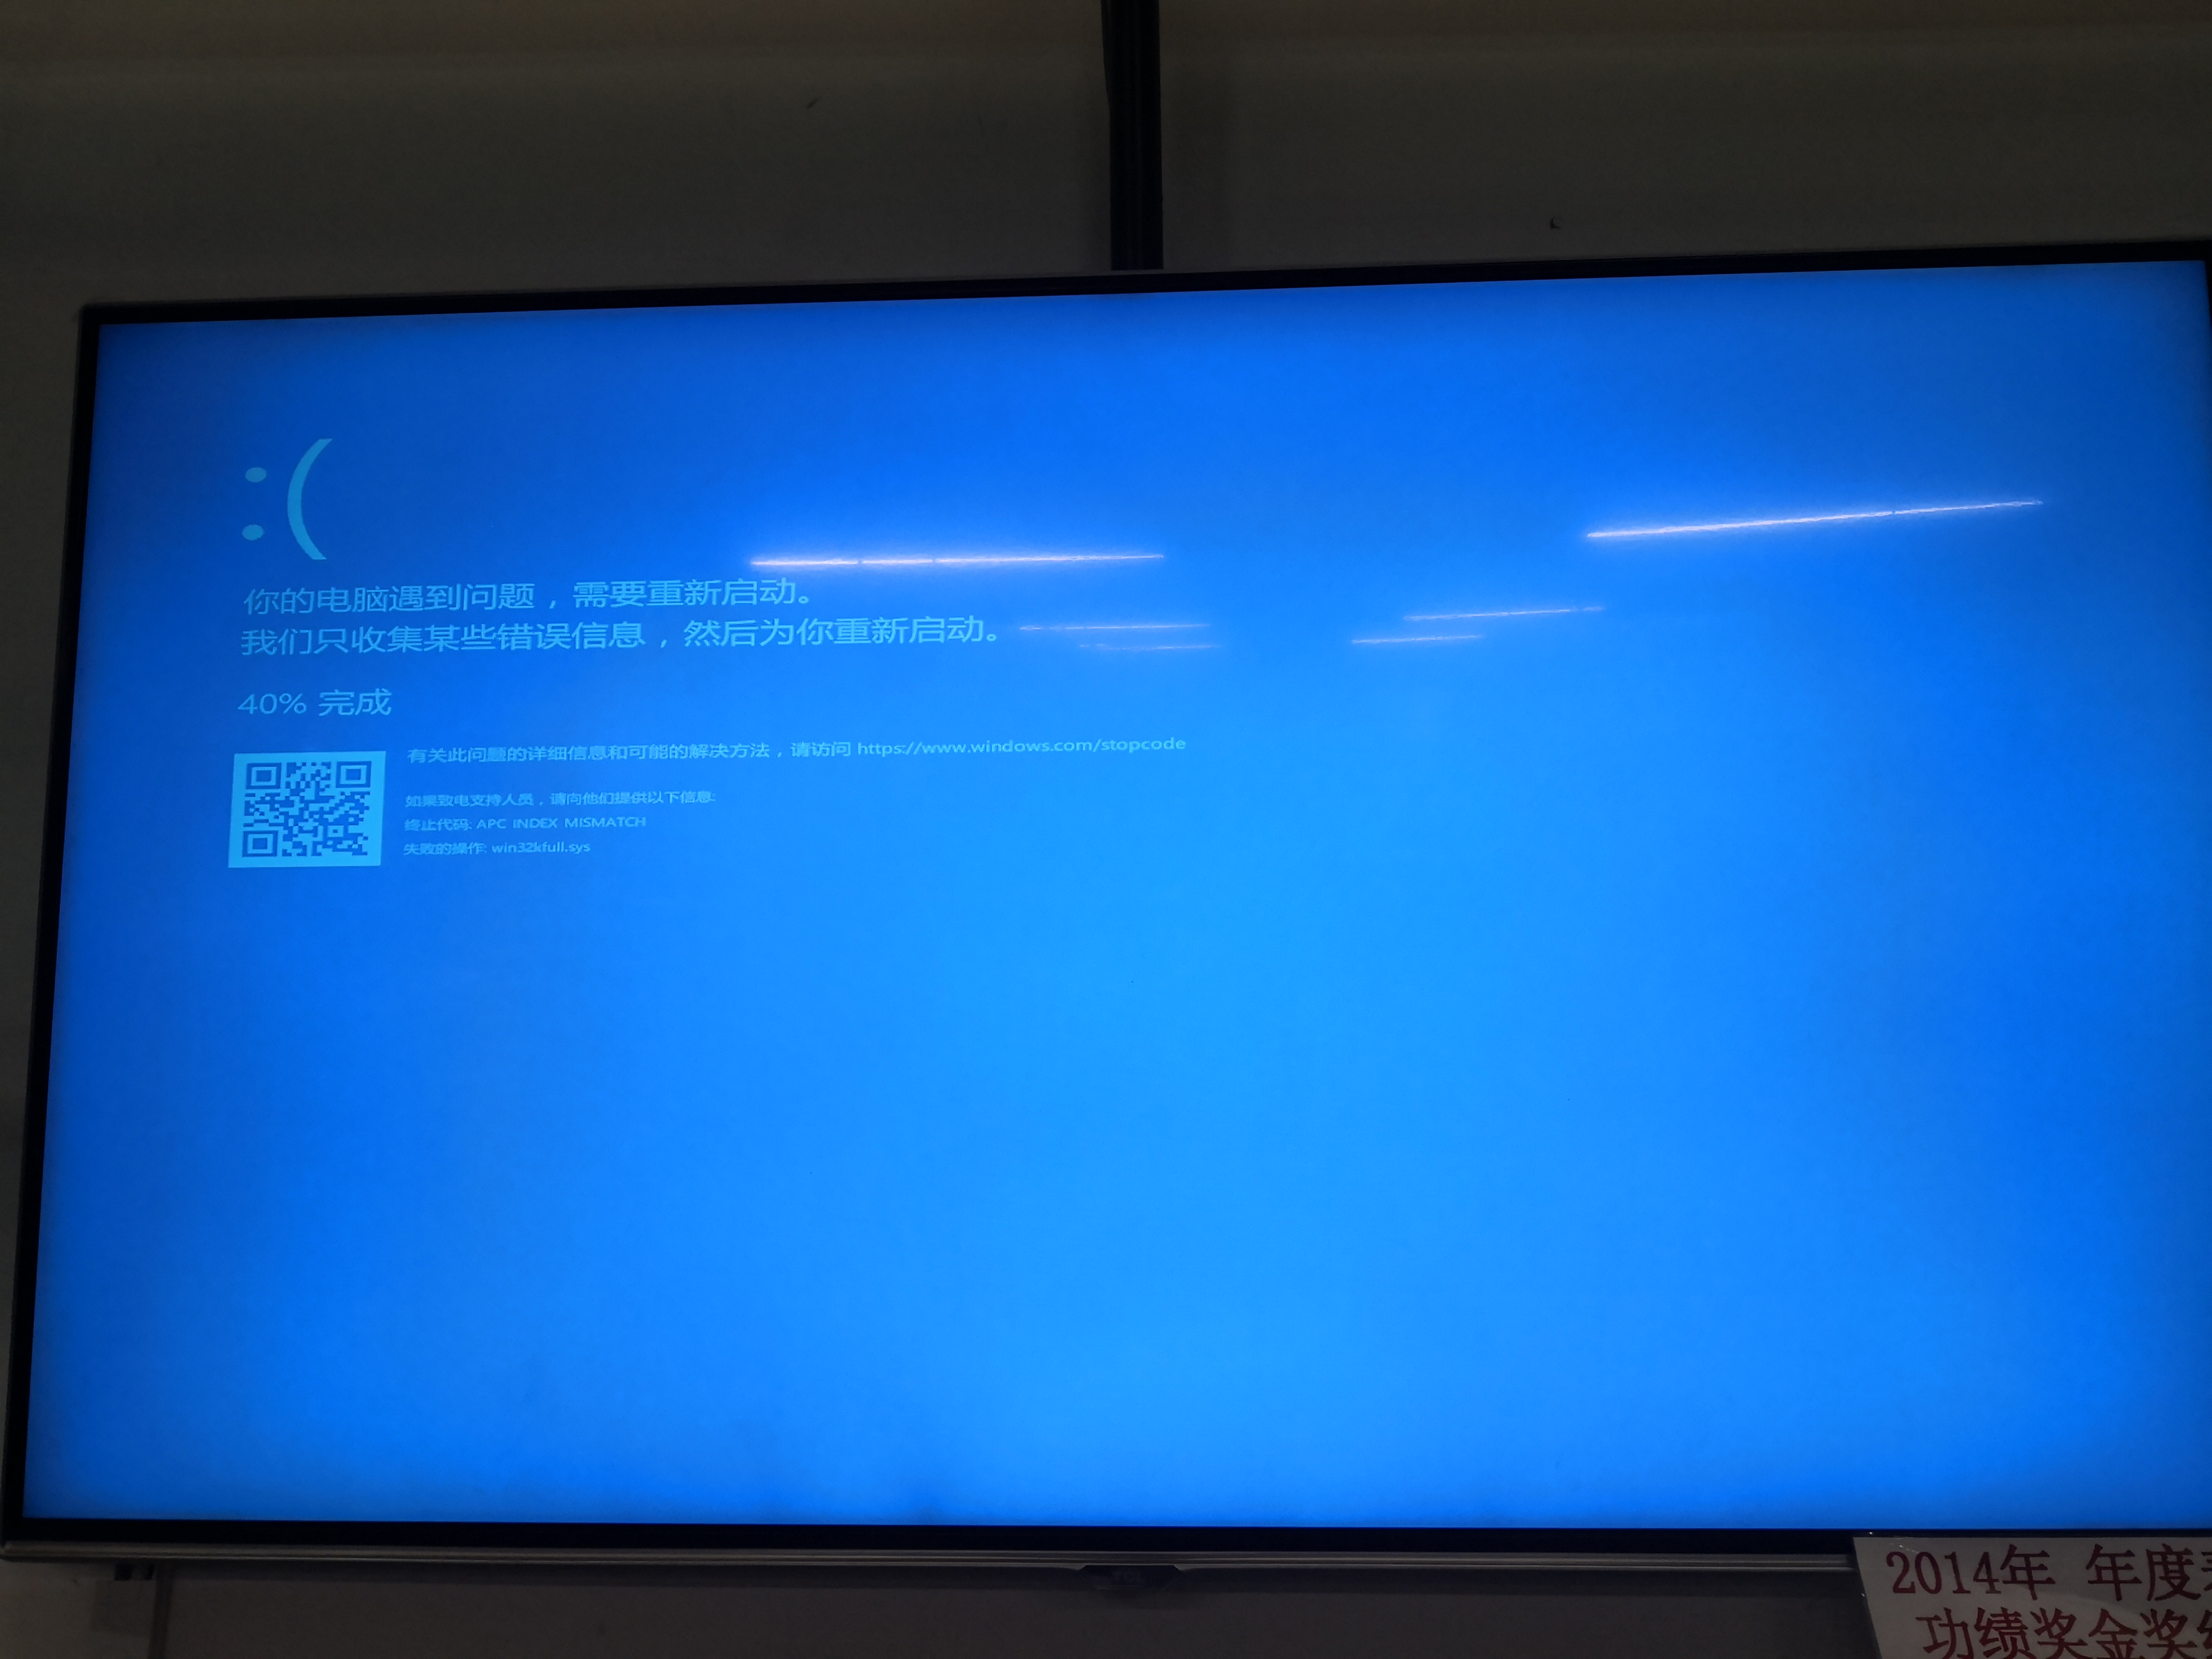 :(
你的电脑遇到问题，需要重新启动。
我们只收集某些错误信息，然后为你重新启动。
40% 完成
有关此问题的详细信息和可能的解决方法，请访问 https://www.windows.com/stopcode
如果致电支持人员，请向他们提供以下信息:
终止代码: APC INDEX MISMATCH
失败的操作: win32kfull.sys
TCL
2014年 年度
功绩奖金奖